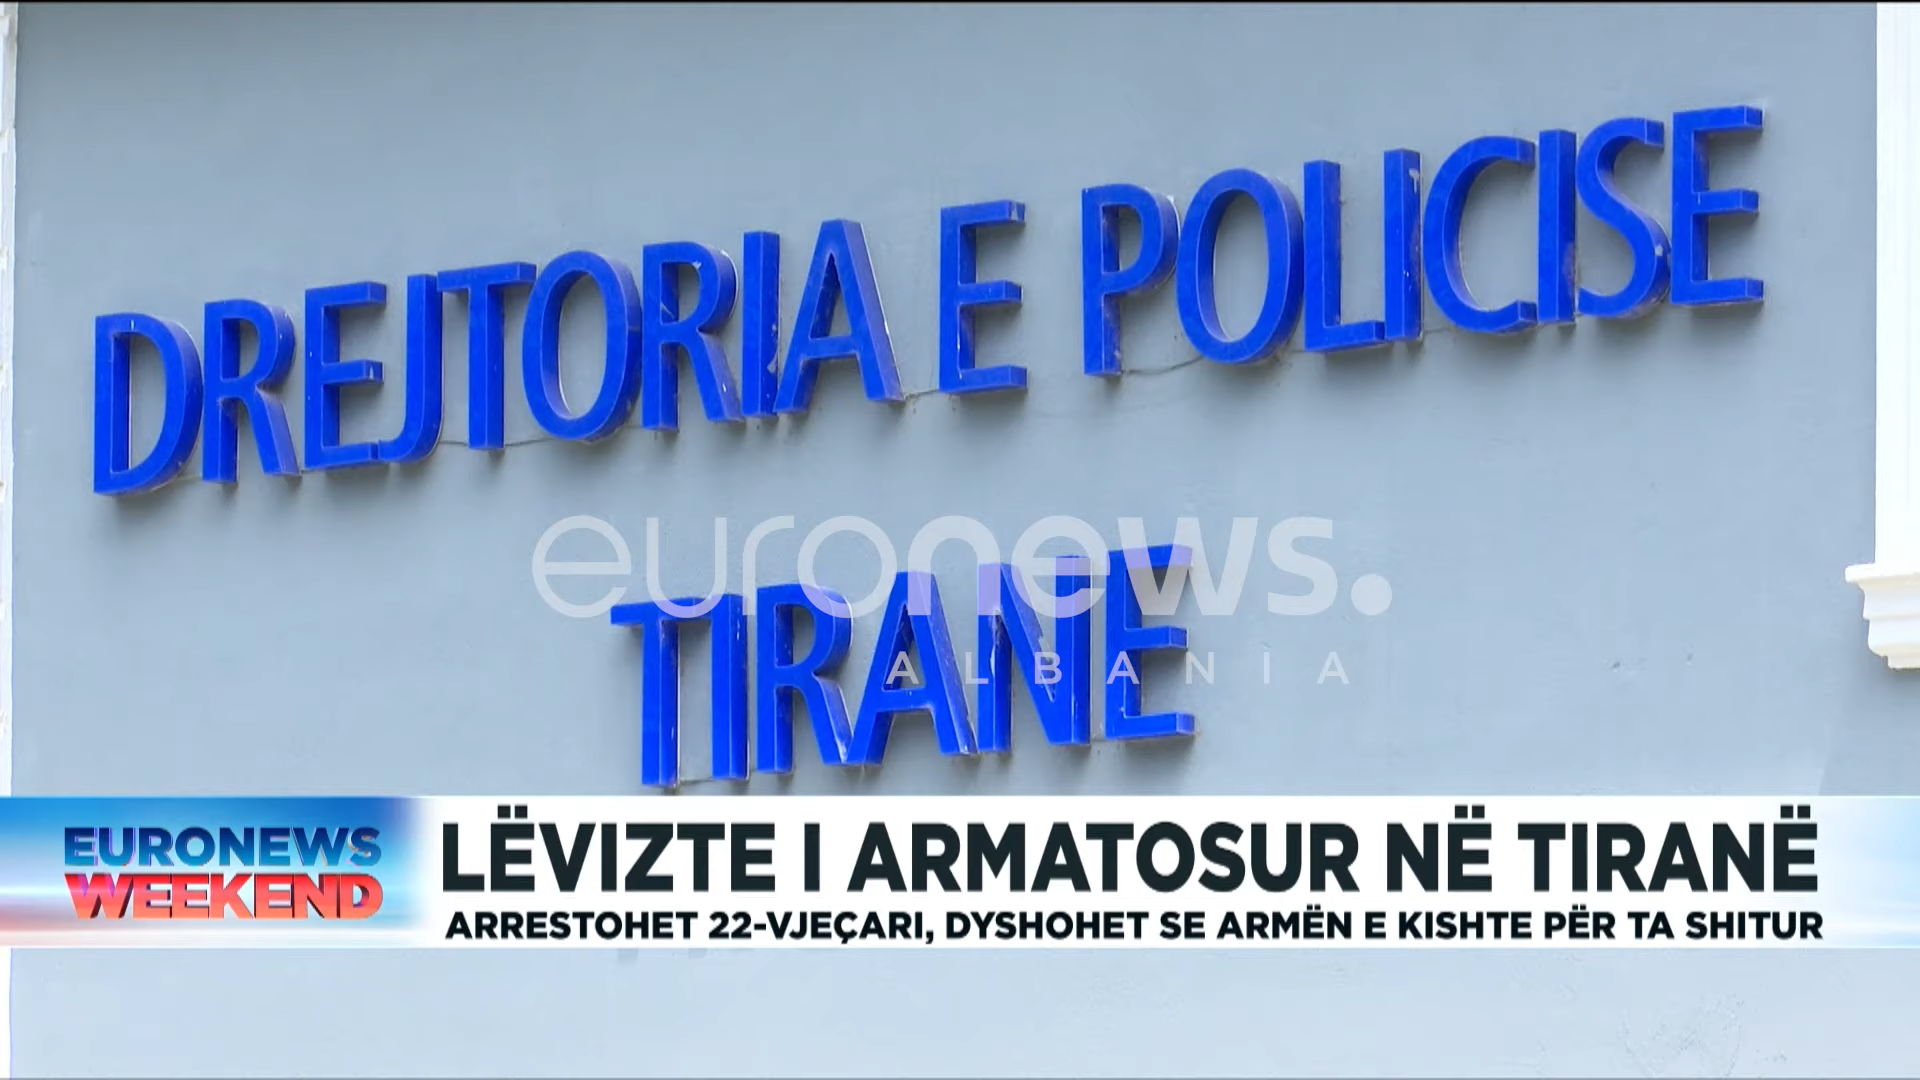 DREJTORIA E POLICISE
TIRANE
euronews.
ALBANIA
EURONEWS
WEEKEND
LËVIZTE I ARMATOSUR NË TIRANË
ARRESTOHET 22-VJEÇARI, DYSHOHET SE ARMËN E KISHTE PËR TA SHITUR